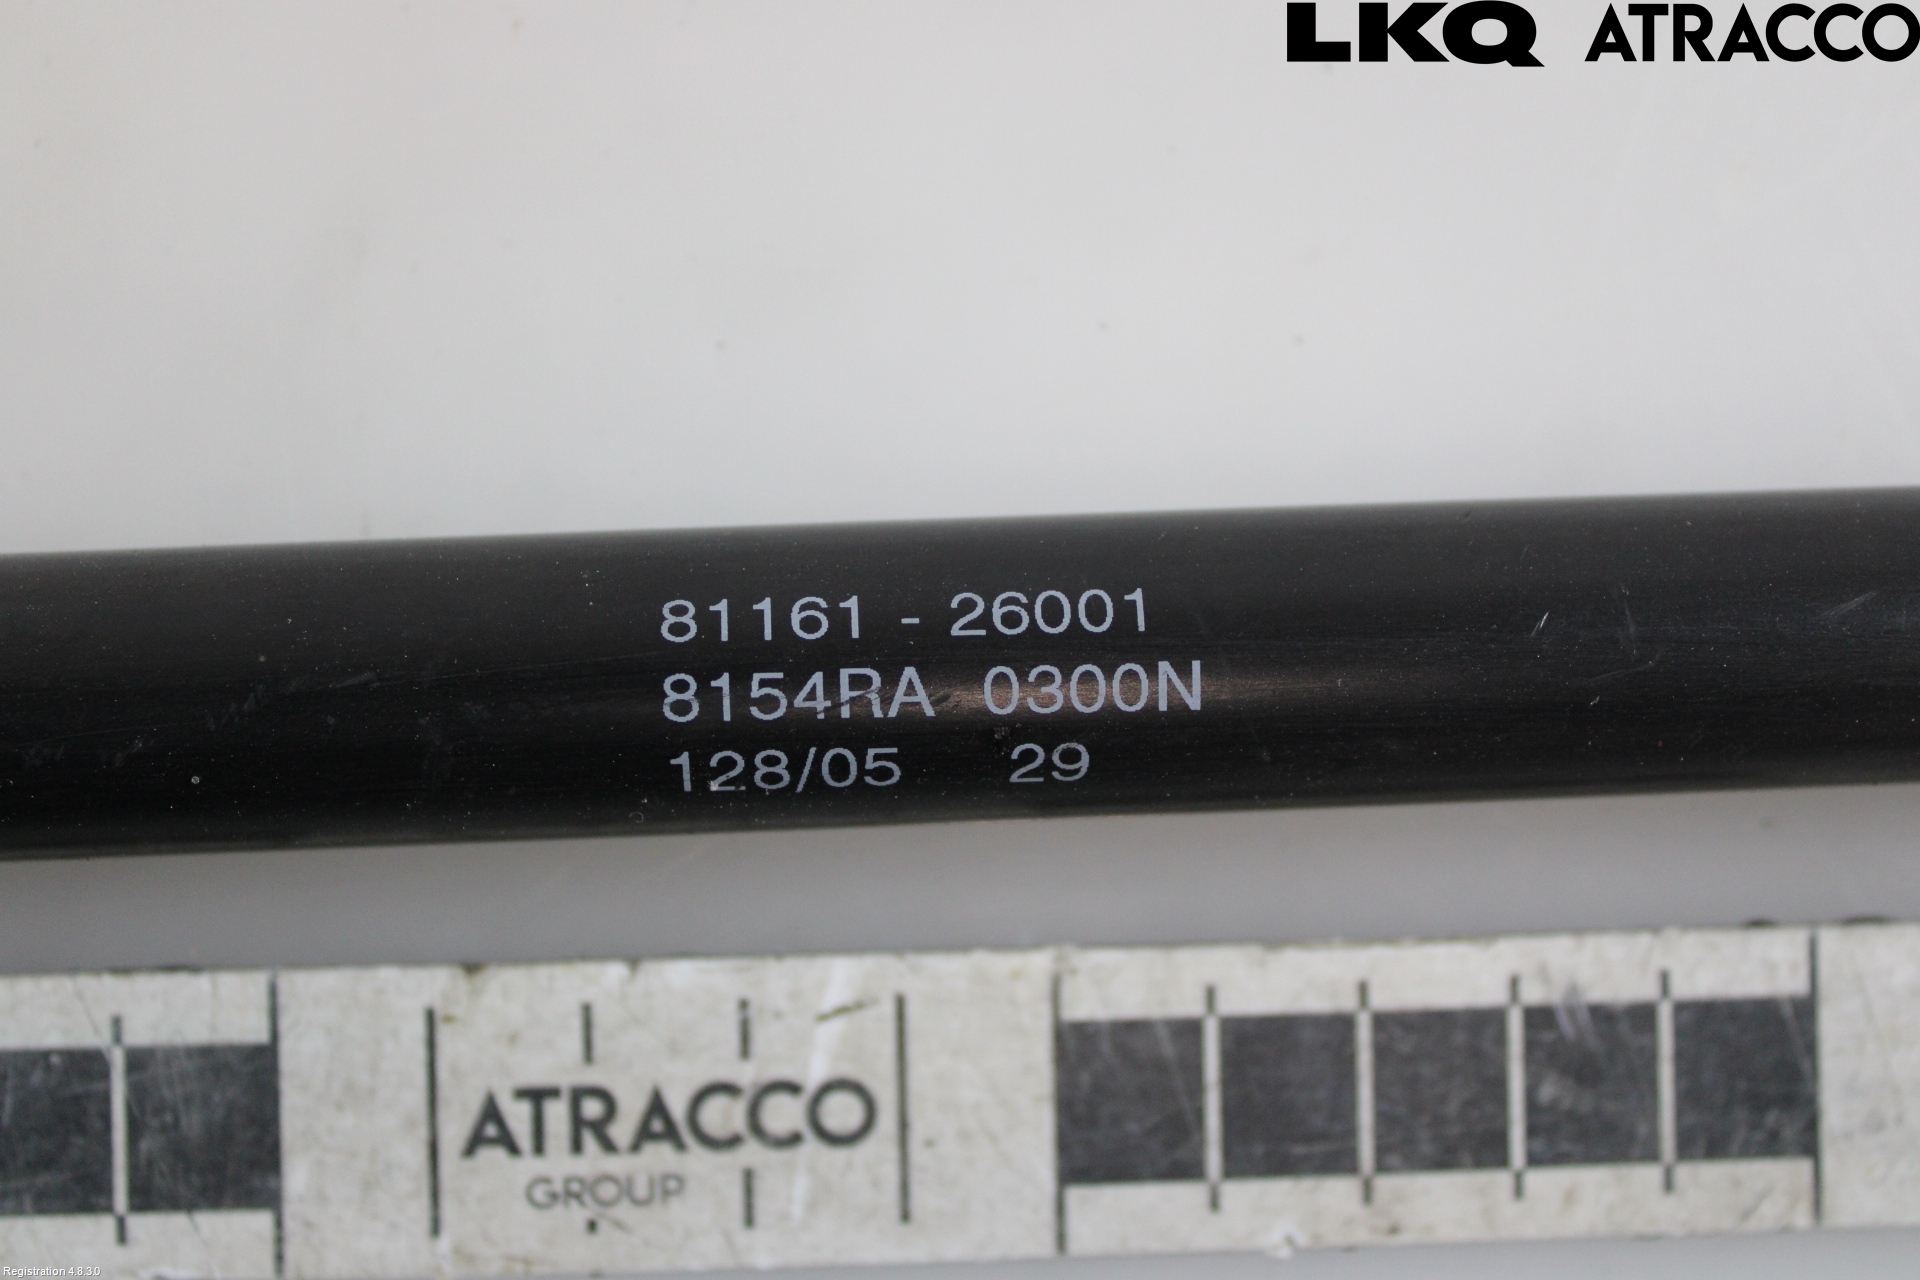 LKQ ATRACCO
81161 - 26001
8154RA 0300N
128/05 29
ATRACCO
GROUP
Registration 4.8.3.0